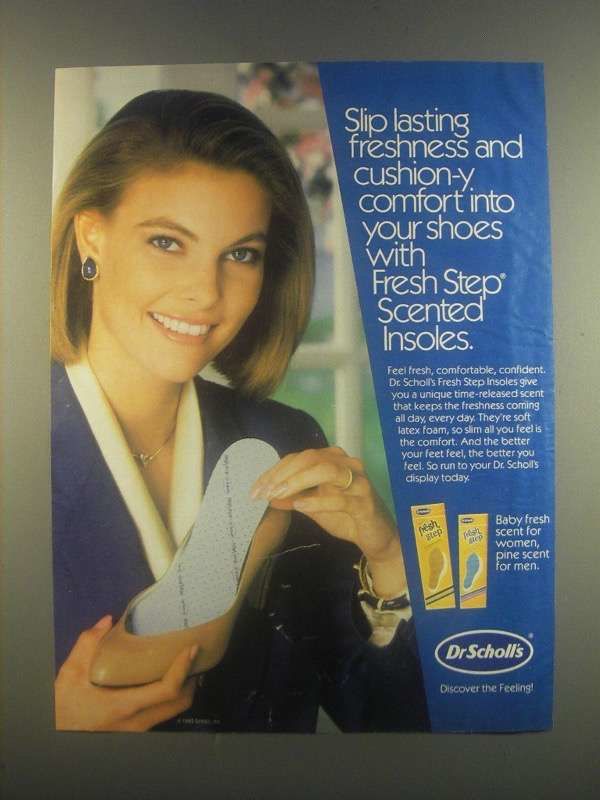 Slip lasting
freshness and
cushion-y
comfort into
your shoes
with
Fresh Step®
Scented
Insoles.
Feel fresh, comfortable, confident.
Dr. Scholl's Fresh Step Insoles give
you a unique time-released scent
that keeps the freshness coming
all day, every day. They're soft
latex foam, so slim all you feel is
the comfort. And the better
your feet feel, the better you
feel. So run to your Dr. Scholl's
display today.
fresh
step
fresh
step
Baby fresh
scent for
women,
pine scent
for men.
Dr Scholl's®
Discover the Feeling!